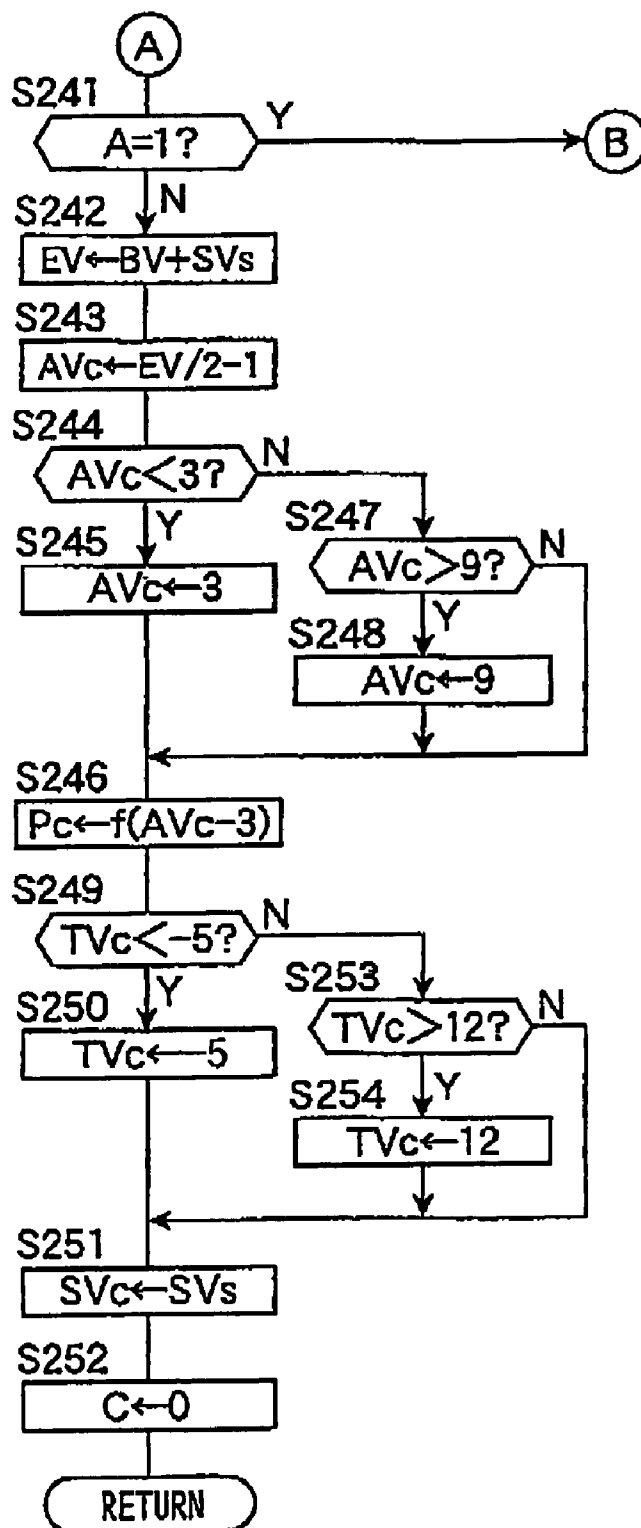 A
S241
A=1?
Y
B
N
S242
EV←BV+SVs
S243
AVc←EV/2-1
S244
AVc<3?
N
Y
S245
AVc←3
S247
AVc>9?
N
Y
S248
AVc←9
S246
Pc←f(AVc-3)
S249
TVc<-5?
N
Y
S250
TVc←-5
S253
TVc>12?
N
Y
S254
TVc←12
S251
SVc←SVs
S252
C←0
RETURN